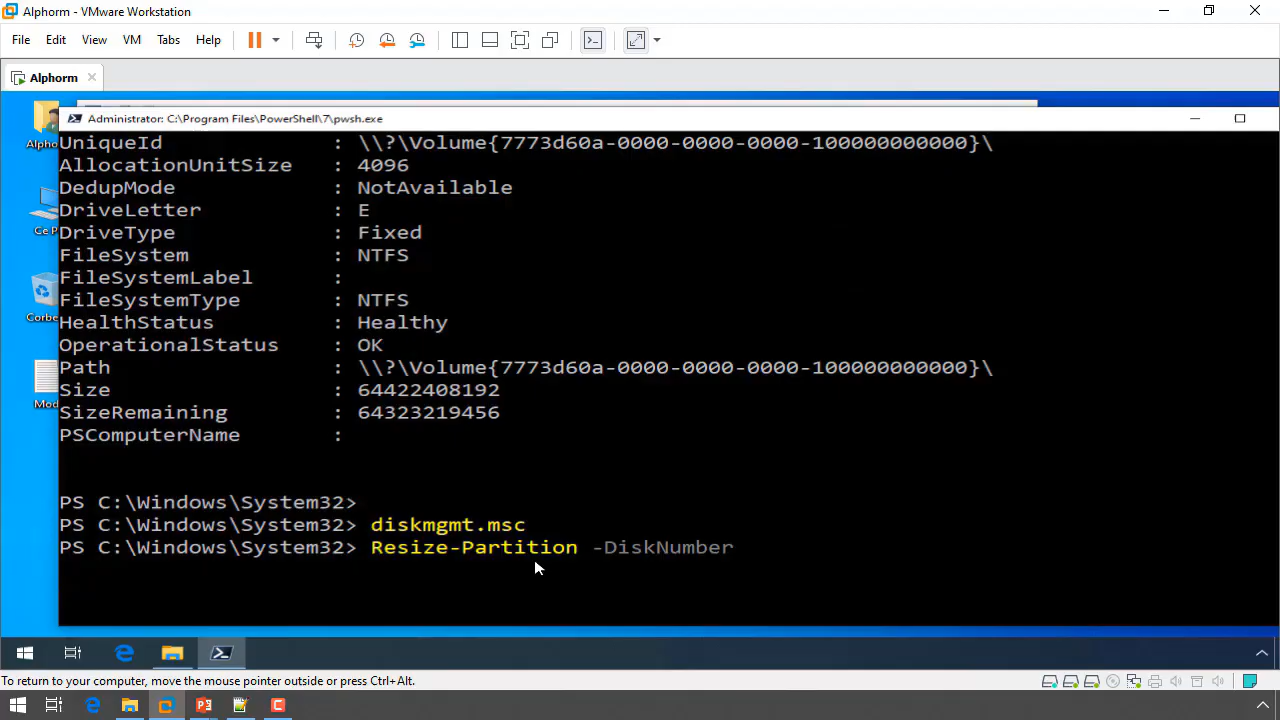 Alphorm - VMware Workstation
File Edit View VM Tabs Help
Alphorm
Administrator: C:\Program Files\PowerShell\7\pwsh.exe
UniqueId : \\?\Volume{7773d60a-0000-0000-0000-100000000000}\
AllocationUnitSize : 4096
DedupMode : NotAvailable
DriveLetter : E
DriveType : Fixed
FileSystem : NTFS
FileSystemLabel :
FileSystemType : NTFS
HealthStatus : Healthy
OperationalStatus : OK
Path : \\?\Volume{7773d60a-0000-0000-0000-100000000000}\
Size : 64422408192
SizeRemaining : 64323219456
PSComputerName :
PS C:\Windows\System32>
PS C:\Windows\System32> diskmgmt.msc
PS C:\Windows\System32> Resize-Partition -DiskNumber
Alpho
Ce P
Corbe
Mod
To return to your computer, move the mouse pointer outside or press Ctrl+Alt.